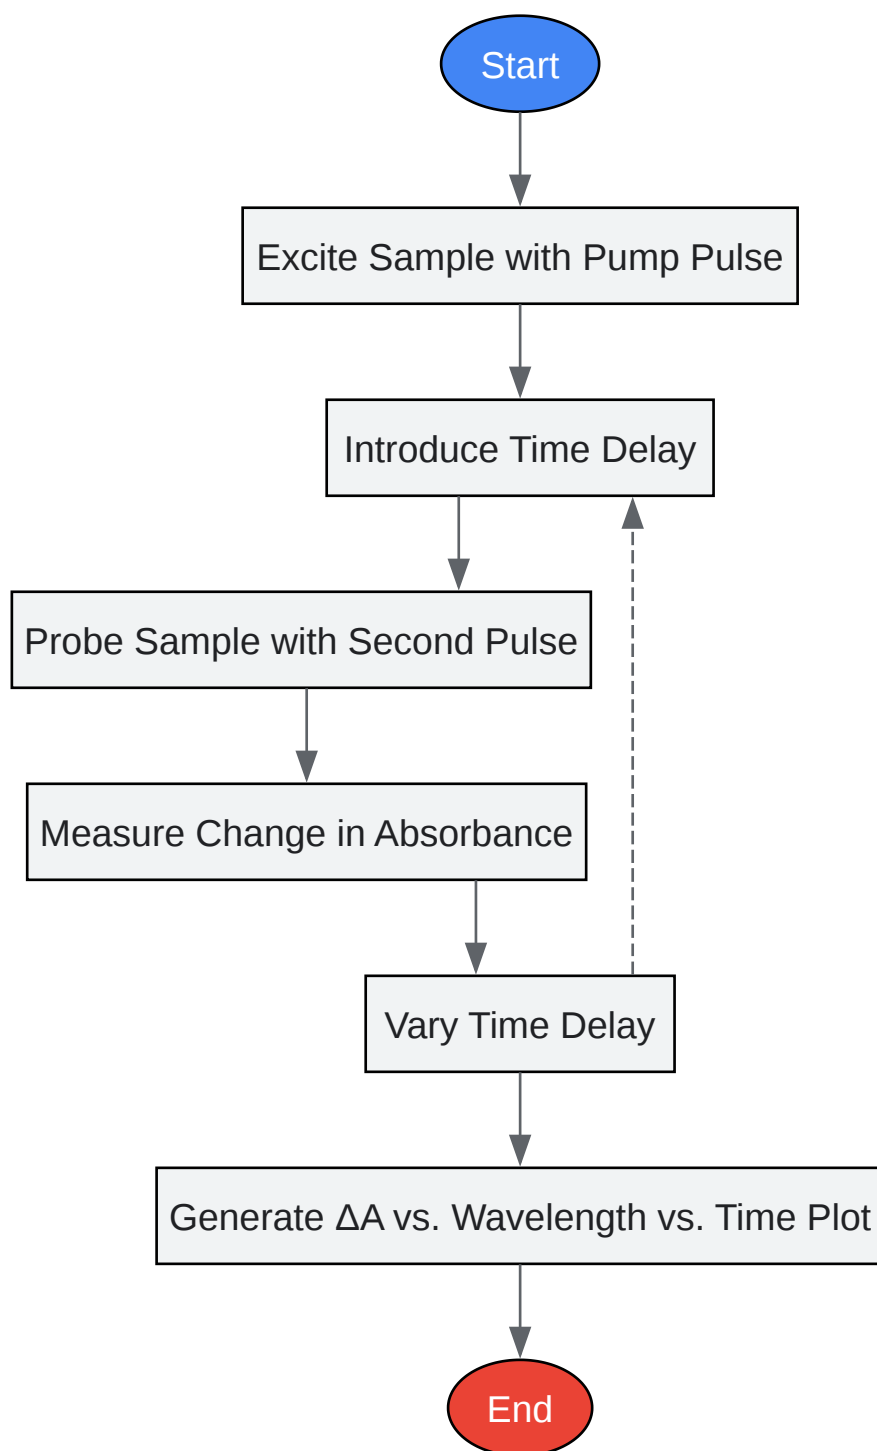 Start
Excite Sample with Pump Pulse
Introduce Time Delay
Probe Sample with Second Pulse
Measure Change in Absorbance
Vary Time Delay
Generate ΔA vs. Wavelength vs. Time Plot
End